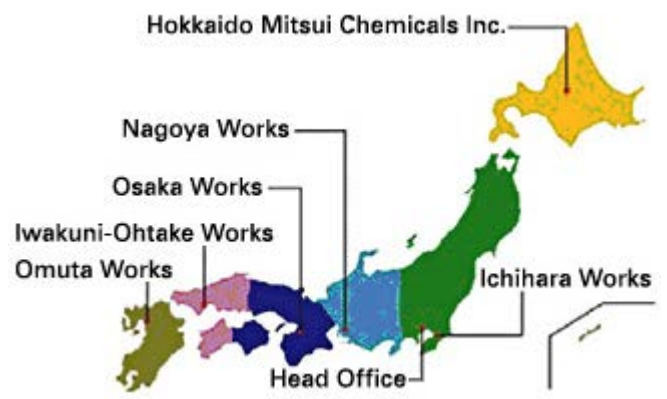 Hokkaido Mitsui Chemicals Inc.
Nagoya Works
Osaka Works
Iwakuni-Ohtake Works
Omuta Works
Ichihara Works
Head Office